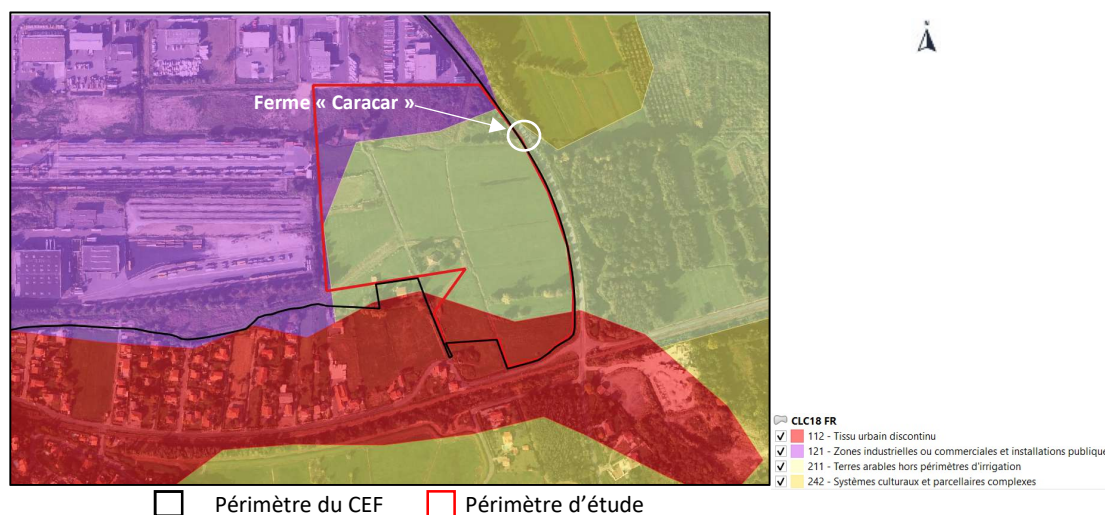 Ferme « Caracar »
CLC18 FR
112 - Tissu urbain discontinu
121 - Zones industrielles ou commerciales et installations publique
211 - Terres arables hors périmètres d'irrigation
242 - Systèmes culturaux et parcellaires complexes
Périmètre du CEF Périmètre d'étude